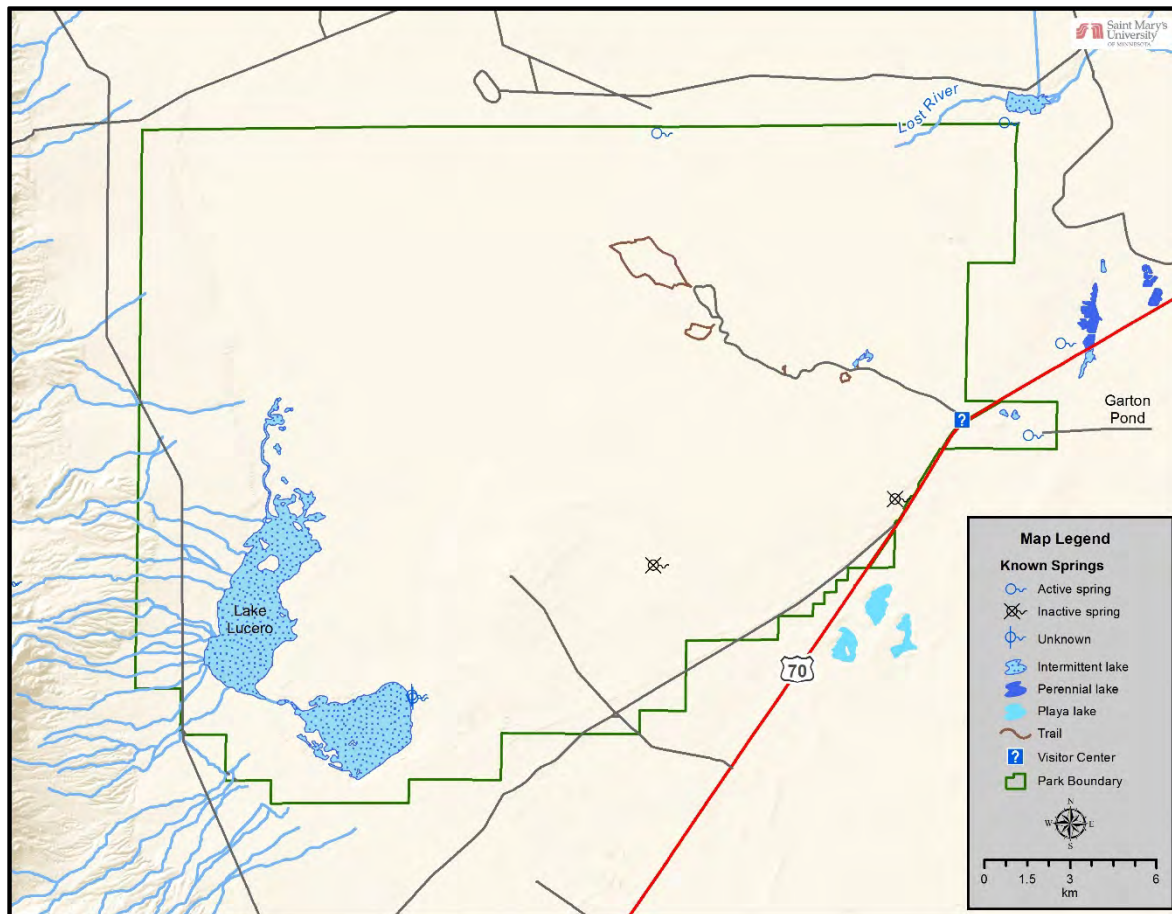 Saint Mary's
University
OF MINNESOTA
Lost River
Garton
Pond
Lake
Lucero
70
Map Legend
Known Springs
Active spring
Inactive spring
Unknown
Intermittent lake
Perennial lake
Playa lake
Trail
? Visitor Center
Park Boundary
N
W E
S
0 1.5 3 6
km
?